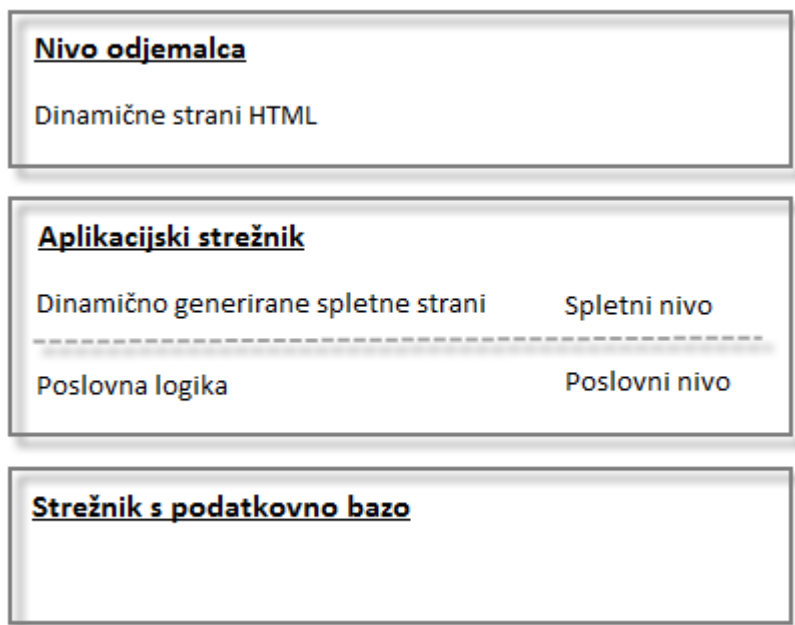 Nivo odjemalca
Dinamične strani HTML
Aplikacijski strežnik
Dinamično generirane spletne strani Spletni nivo
Poslovna logika Poslovni nivo
Strežnik s podatkovno bazo